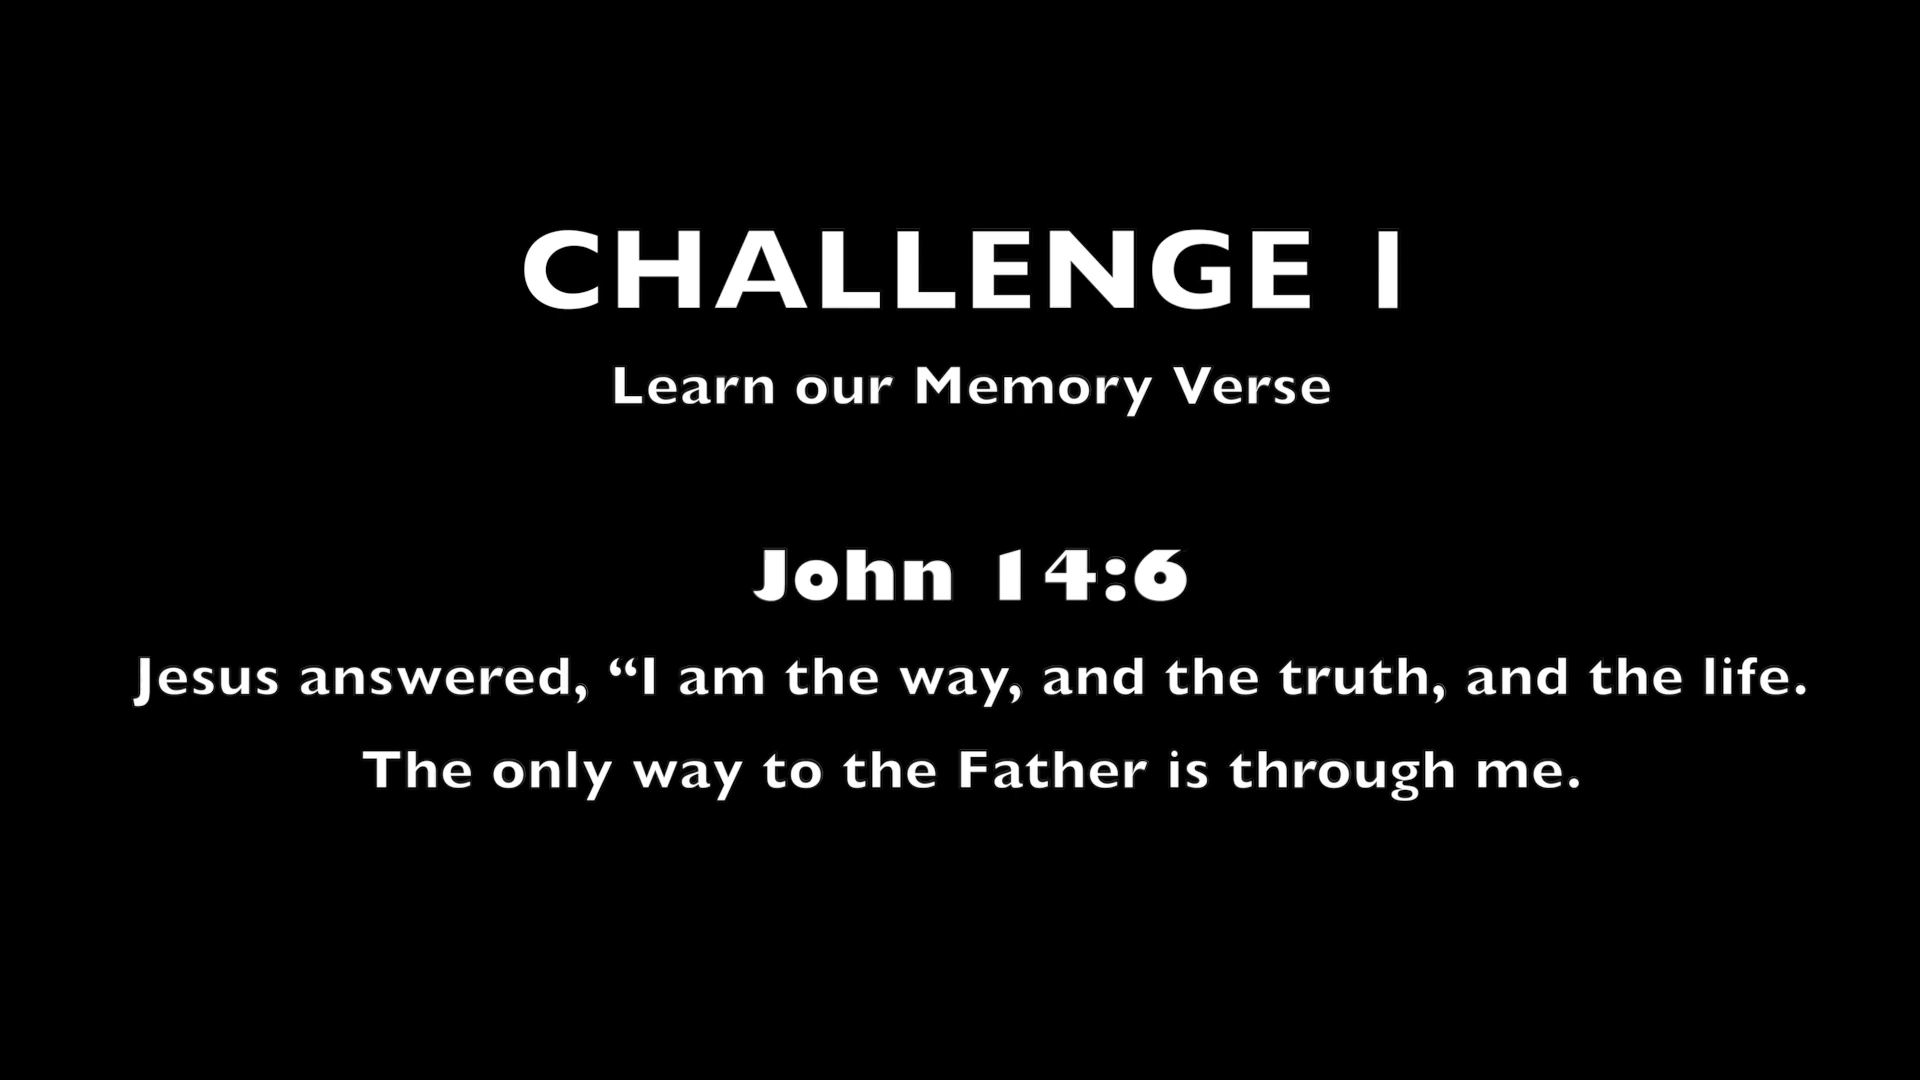 CHALLENGE 1
Learn our Memory Verse
John 14:6
Jesus answered, “I am the way, and the truth, and the life.
The only way to the Father is through me.